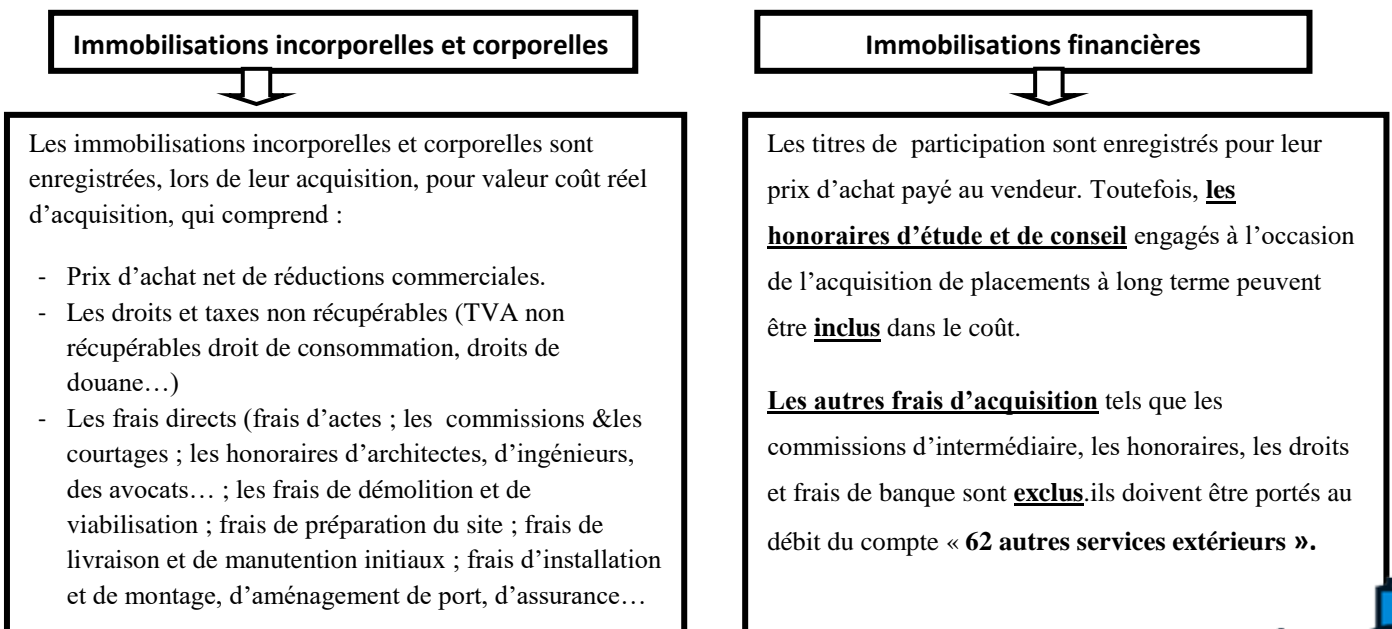 Immobilisations incorporelles et corporelles
Les immobilisations incorporelles et corporelles sont
enregistrées, lors de leur acquisition, pour valeur coût réel
d’acquisition, qui comprend :
- Prix d’achat net de réductions commerciales.
- Les droits et taxes non récupérables (TVA non
récupérables droit de consommation, droits de
douane…)
- Les frais directs (frais d’actes ; les commissions &les
courtages ; les honoraires d’architectes, d’ingénieurs,
des avocats… ; les frais de démolition et de
viabilisation ; frais de préparation du site ; frais de
livraison et de manutention initiaux ; frais d’installation
et de montage, d’aménagement de port, d’assurance…
Immobilisations financières
Les titres de participation sont enregistrés pour leur
prix d’achat payé au vendeur. Toutefois, les
honoraires d’étude et de conseil engagés à l’occasion
de l’acquisition de placements à long terme peuvent
être inclus dans le coût.
Les autres frais d’acquisition tels que les
commissions d’intermédiaire, les honoraires, les droits
et frais de banque sont exclus.ils doivent être portés au
débit du compte « 62 autres services extérieurs ».